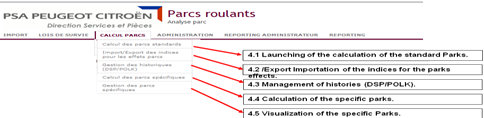 PSA PEUGEOT CITROËN
Direction Services et Pièces
Parcs roulants
Analyse parc
IMPORT LOIS DE SURVIE CALCUL PARCS ADMINISTRATION REPORTING ADMINISTRATEUR REPORTING
Calcul des parcs standards
Import/Export des indices
pour les effets parcs
Gestion des historiques
(DSP/POLK)
Calcul des parcs spécifiques
Gestion des parcs
spécifiques
4.1 Launching of the calculation of the standard Parks.
4.2 /Export Importation of the indices for the parks
effects.
4.3 Management of histories (DSP/POLK).
4.4 Calculation of the specific parks.
4.5 Visualization of the specific Parks.